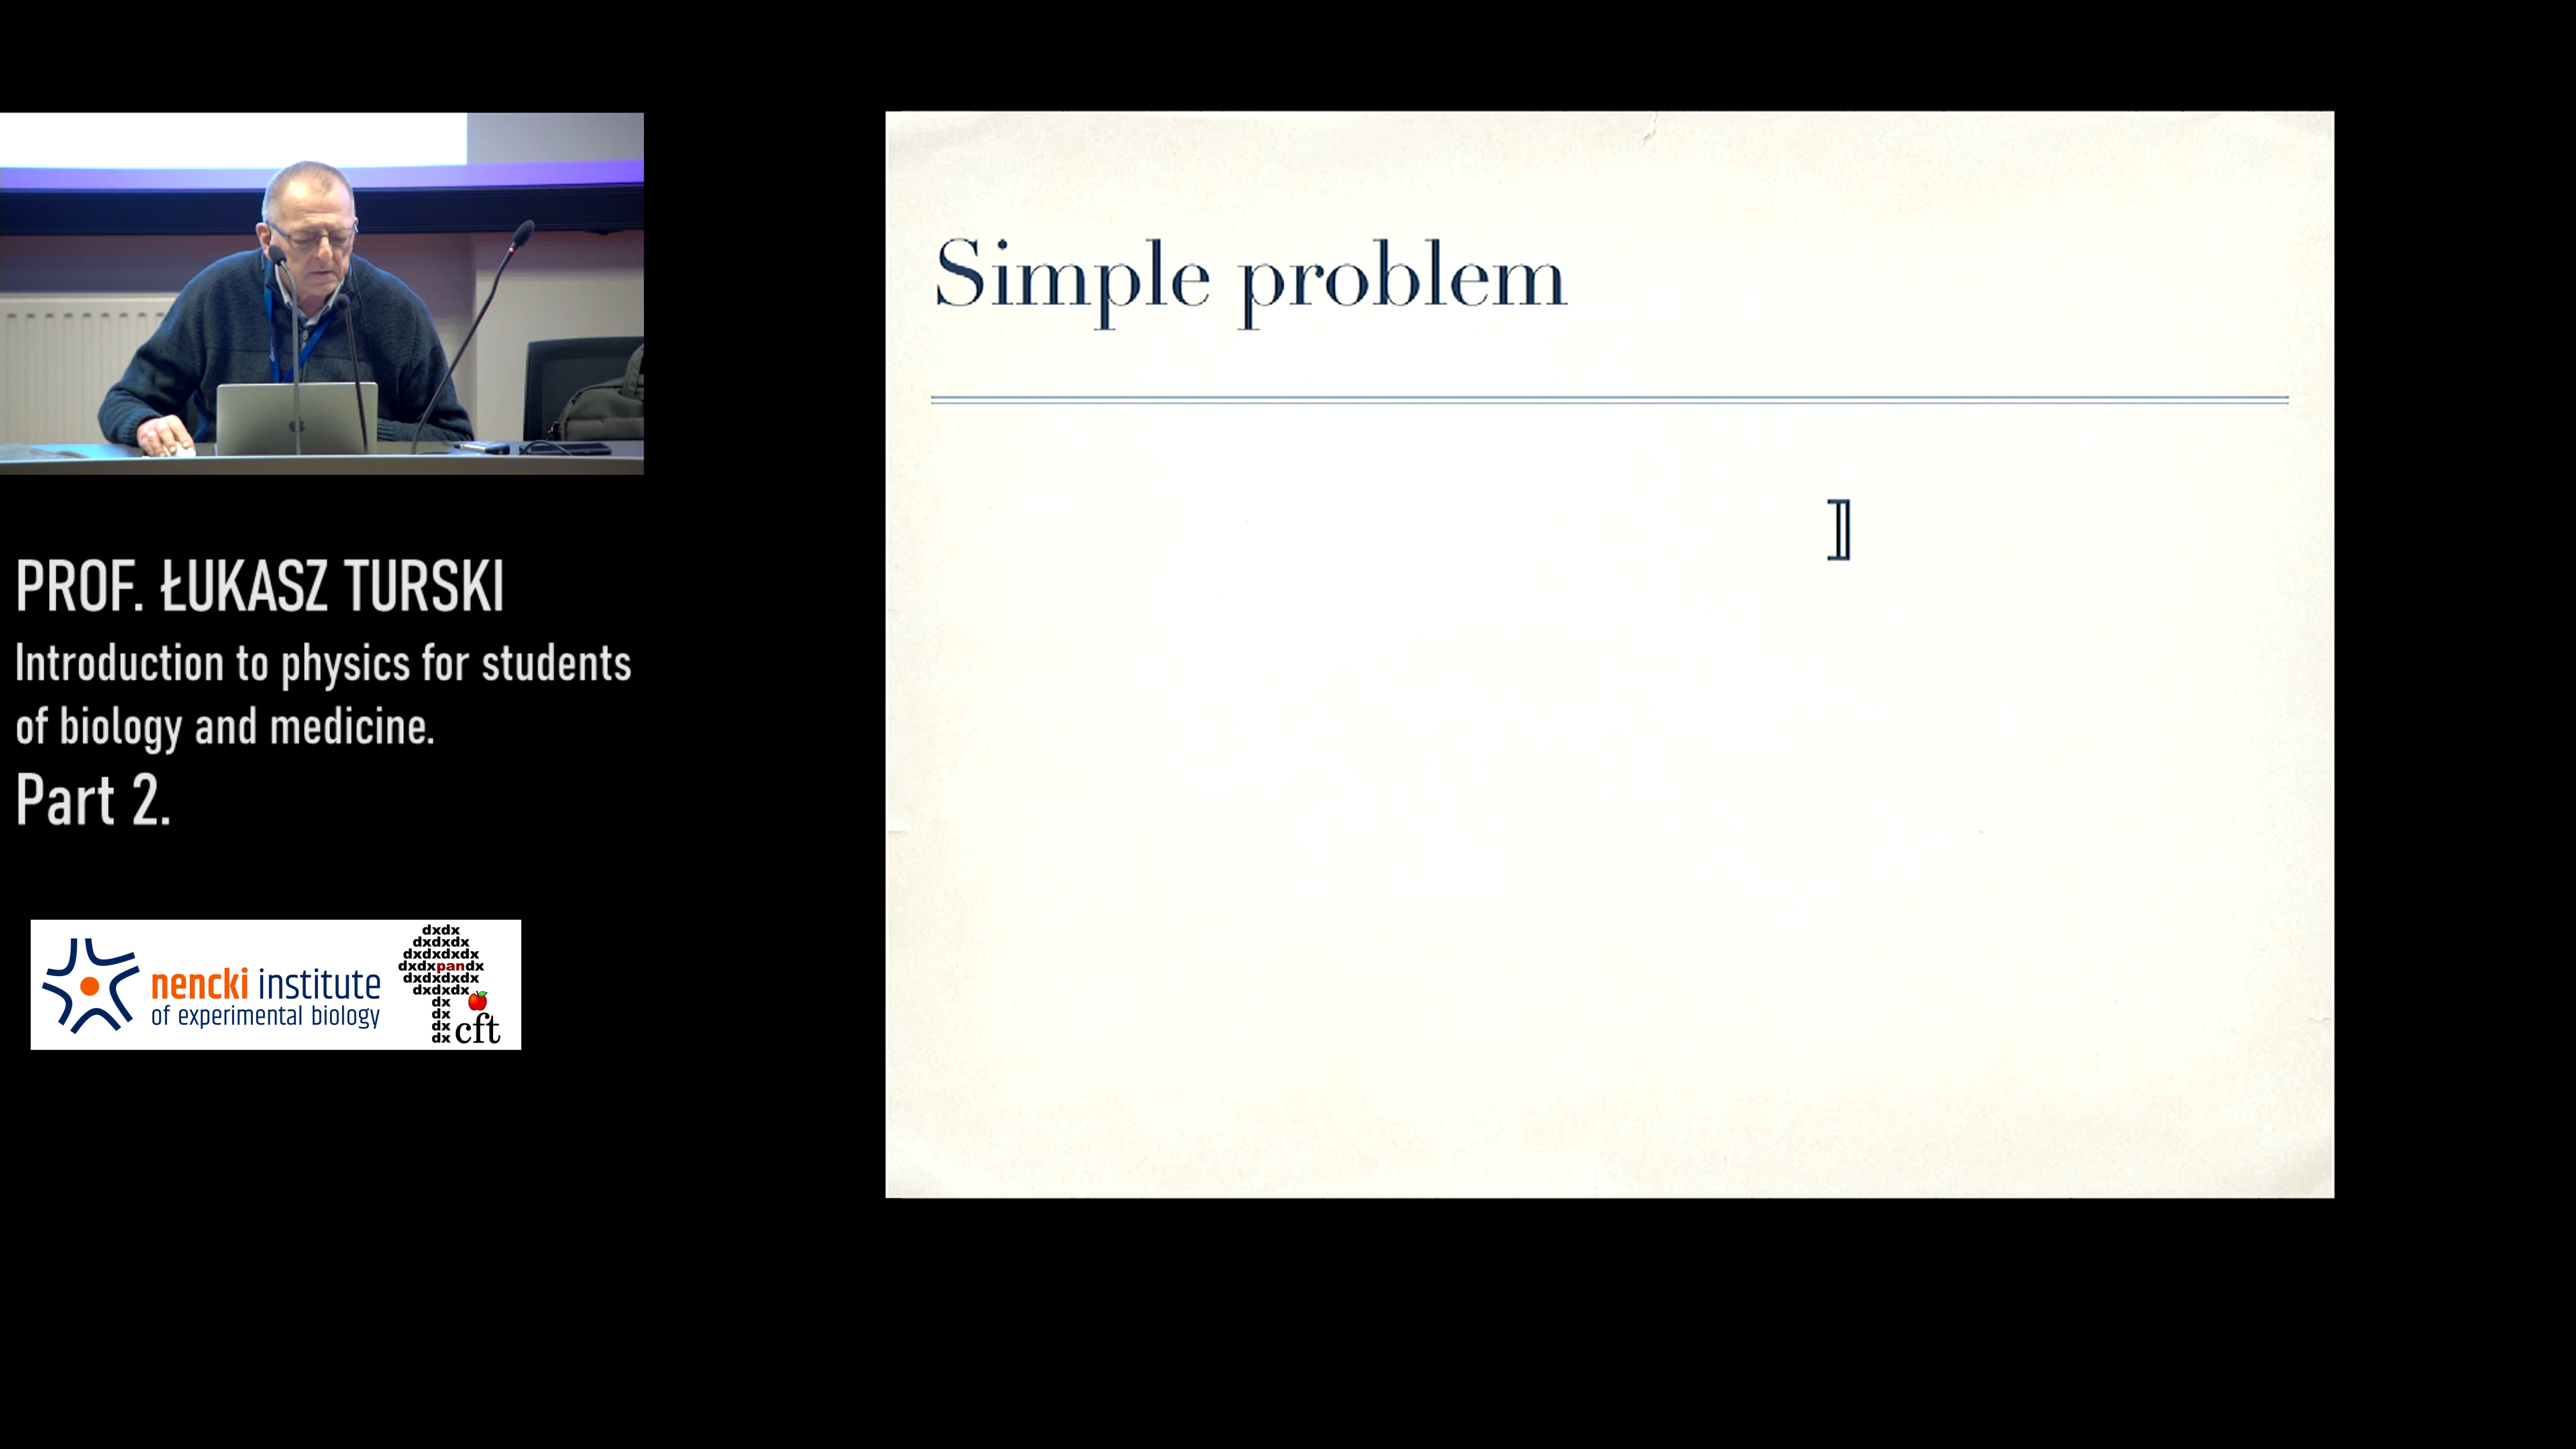 Simple problem
]
PROF. ŁUKASZ TURSKI
Introduction to physics for students
of biology and medicine.
Part 2.
nencki institute
of experimental biology
dxdx
dxdxdx
dxdxdxdx
dxdxpandx
dxdxdxdx
dxdxdx
dx
dx
dx
dx cft